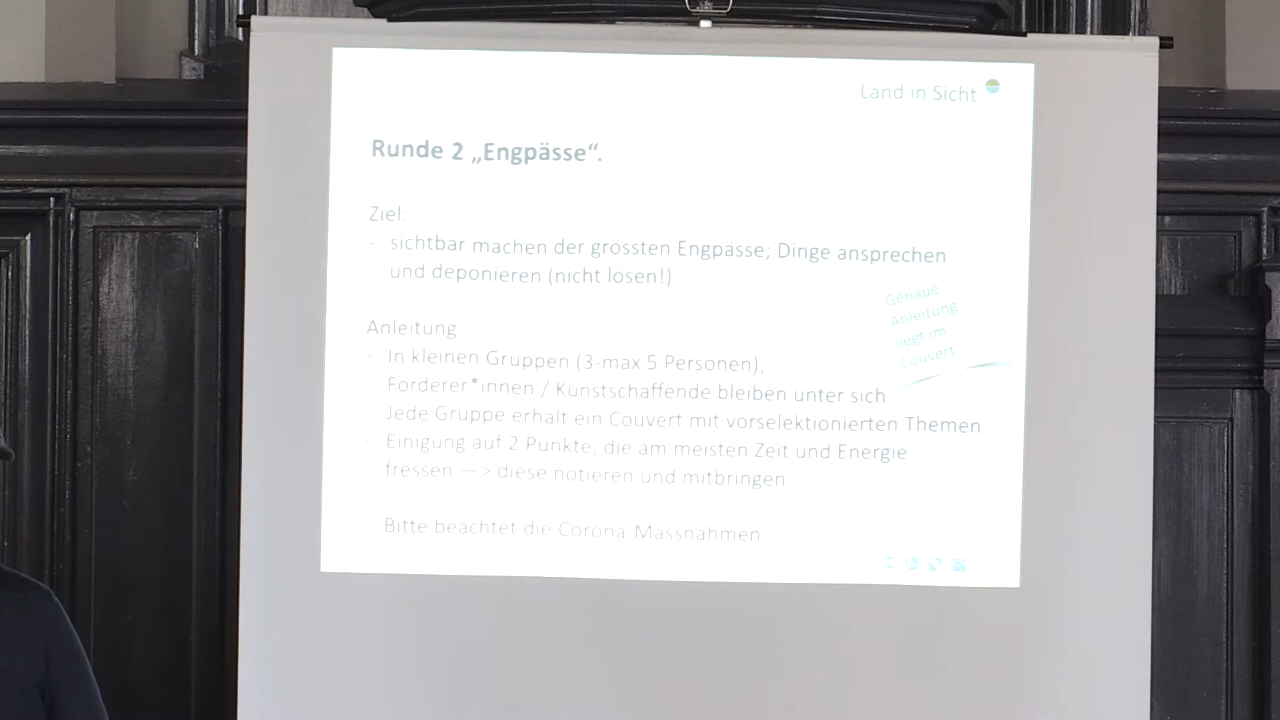 Land in Sicht
Runde 2 „Engpässe“.
Ziel:
- sichtbar machen der grössten Engpässe; Dinge ansprechen
und deponieren (nicht lösen!)
Genaue
Anleitung
liegt im
Couvert
Anleitung
- In kleinen Gruppen (3-max 5 Personen);
Förderer*innen / Kunstschaffende bleiben unter sich
- Jede Gruppe erhält ein Couvert mit vorselektionierten Themen
- Einigung auf 2 Punkte, die am meisten Zeit und Energie
fressen —> diese notieren und mitbringen
- Bitte beachtet die Corona Massnahmen